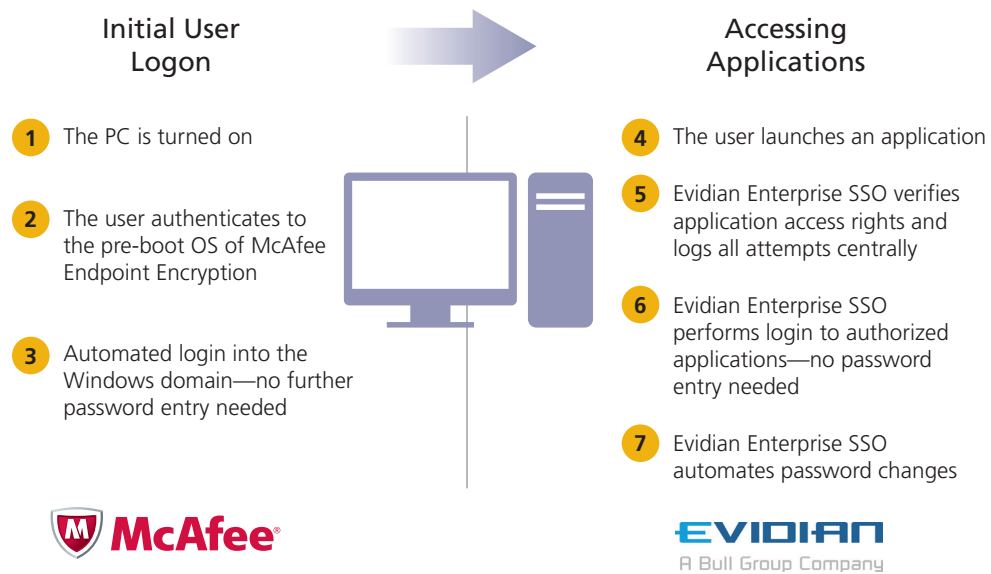 Initial User
Logon
1 The PC is turned on
2 The user authenticates to
the pre-boot OS of McAfee
Endpoint Encryption
3 Automated login into the
Windows domain—no further
password entry needed
McAfee®
Accessing
Applications
4 The user launches an application
5 Evidian Enterprise SSO verifies
application access rights and
logs all attempts centrally
6 Evidian Enterprise SSO
performs login to authorized
applications—no password
entry needed
7 Evidian Enterprise SSO
automates password changes
EVIDIAN
A Bull Group Company